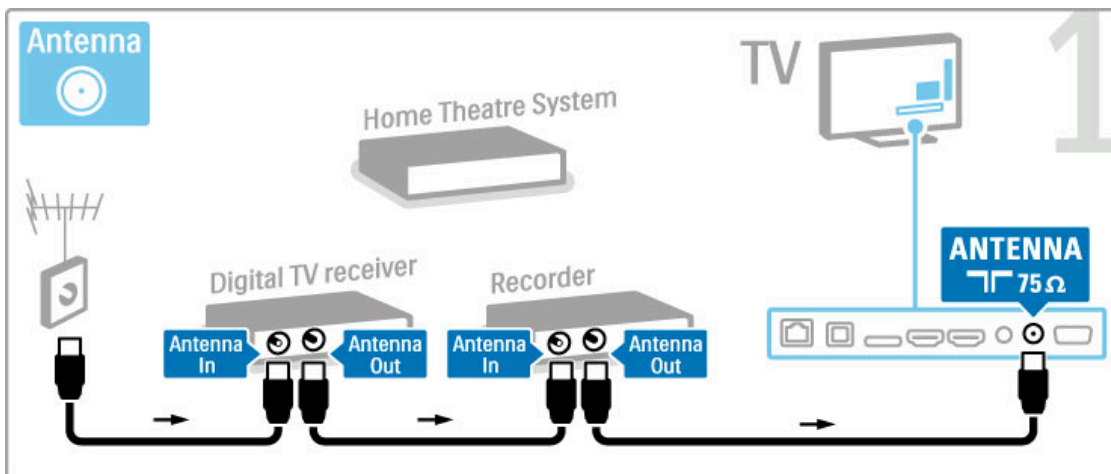 Antenna
TV
1
Home Theatre System
Digital TV receiver
Recorder
ANTENNA
75 Ω
Antenna
In
Antenna
Out
Antenna
In
Antenna
Out